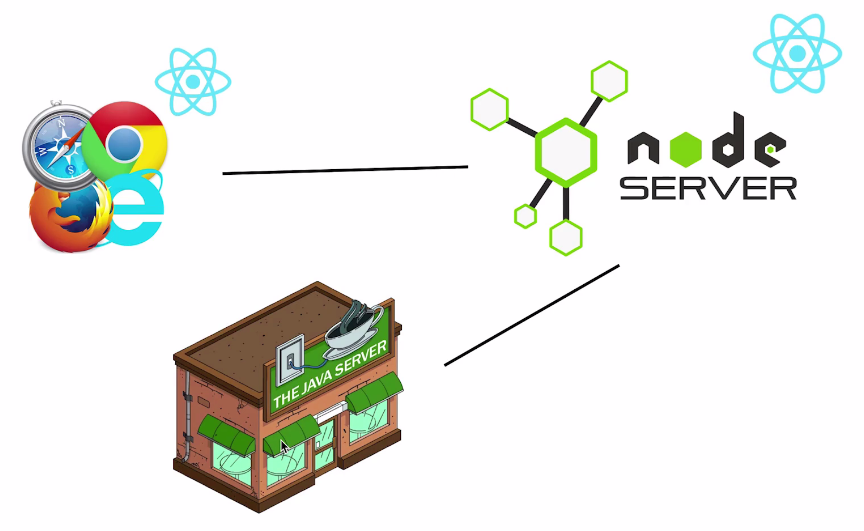 node
SERVER
THE JAVA SERVER